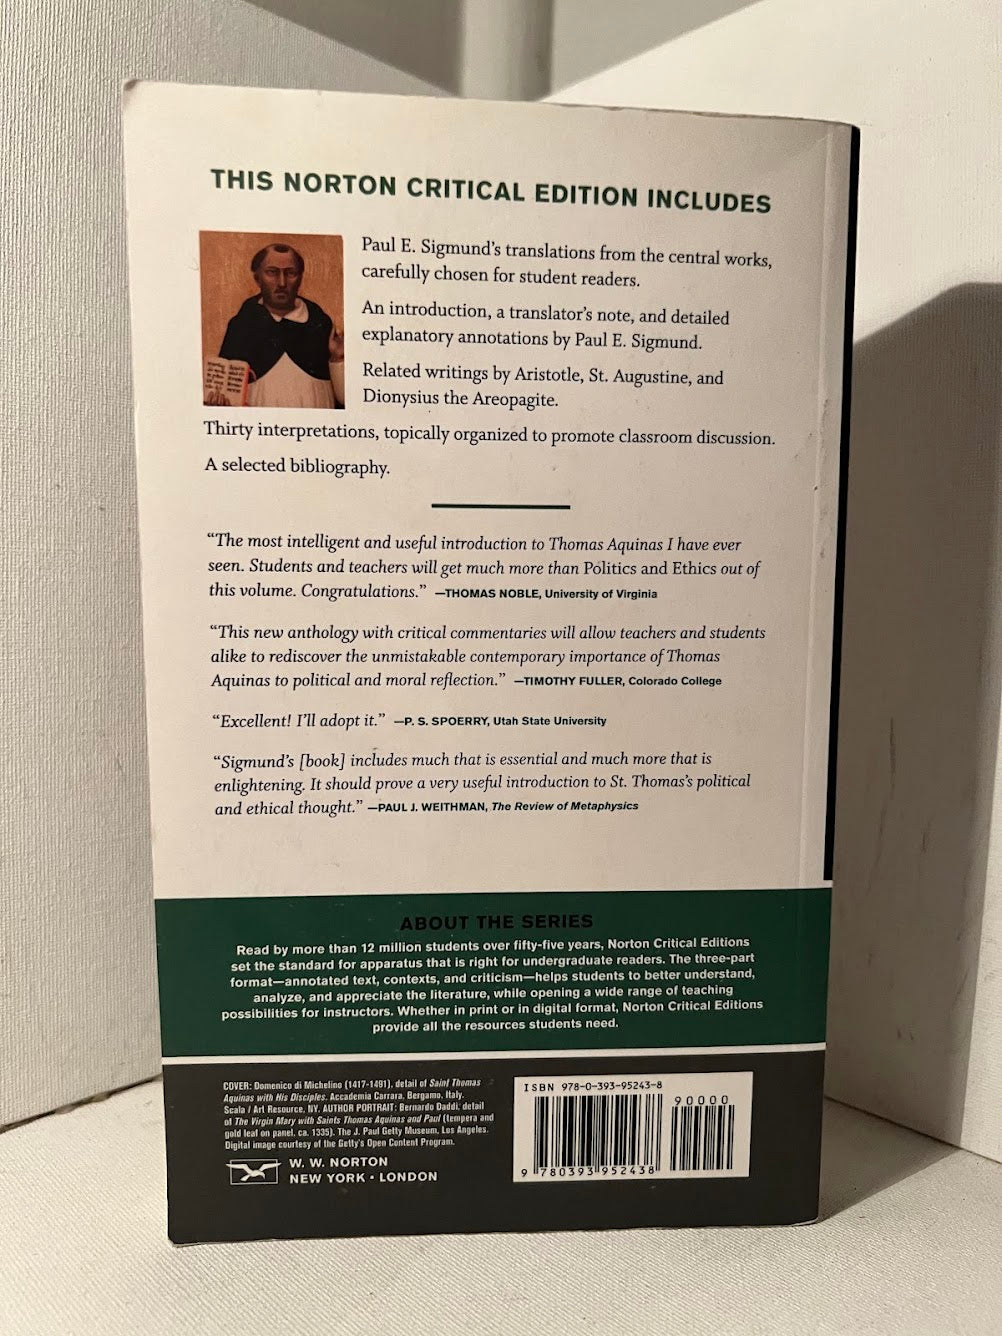 THIS NORTON CRITICAL EDITION INCLUDES
Paul E. Sigmund’s translations from the central works,
carefully chosen for student readers.
An introduction, a translator’s note, and detailed
explanatory annotations by Paul E. Sigmund.
Related writings by Aristotle, St. Augustine, and
Dionysius the Areopagite.
Thirty interpretations, topically organized to promote classroom discussion.
A selected bibliography.
“The most intelligent and useful introduction to Thomas Aquinas I have ever
seen. Students and teachers will get much more than Politics and Ethics out of
this volume. Congratulations.” —THOMAS NOBLE, University of Virginia
“This new anthology with critical commentaries will allow teachers and students
alike to rediscover the unmistakable contemporary importance of Thomas
Aquinas to political and moral reflection.” —TIMOTHY FULLER, Colorado College
“Excellent! I’ll adopt it.” —P. S. SPOERRY, Utah State University
“Sigmund’s [book] includes much that is essential and much more that is
enlightening. It should prove a very useful introduction to St. Thomas’s political
and ethical thought.” —PAUL J. WEITHMAN, The Review of Metaphysics
ABOUT THE SERIES
Read by more than 12 million students over fifty-five years, Norton Critical Editions
set the standard for apparatus that is right for undergraduate readers. The three-part
format—annotated text, contexts, and criticism—helps students to better understand,
analyze, and appreciate the literature, while opening a wide range of teaching
possibilities for instructors. Whether in print or in digital format, Norton Critical Editions
provide all the resources students need.
COVER: Domenico di Michelino (1417-1491), detail of Saint Thomas
Aquinas with His Disciples. Accademia Carrara, Bergamo, Italy.
Scala / Art Resource, NY. AUTHOR PORTRAIT: Bernardo Daddi, detail
of The Virgin Mary with Saints Thomas Aquinas and Paul (tempera and
gold leaf on panel, ca. 1335). The J. Paul Getty Museum, Los Angeles.
Digital image courtesy of the Getty’s Open Content Program.
W. W. NORTON
NEW YORK • LONDON
ISBN 978-0-393-95243-8
90000
9 780393 952438